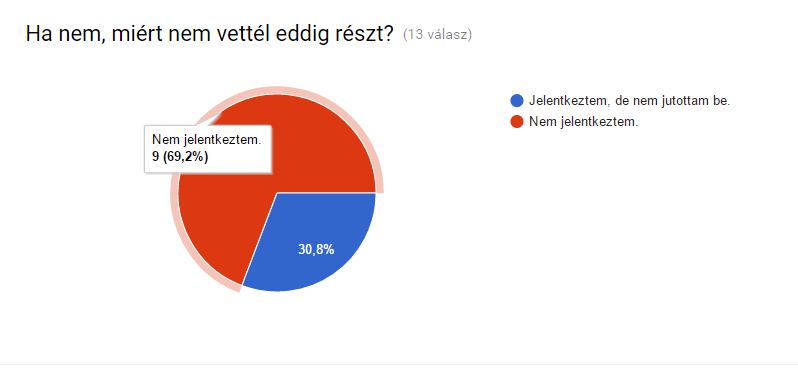 Ha nem, miért nem vettél eddig részt? (13 válasz)
Jelentkeztem, de nem jutottam be.
Nem jelentkeztem.
Nem jelentkeztem.
9 (69,2%)
30,8%